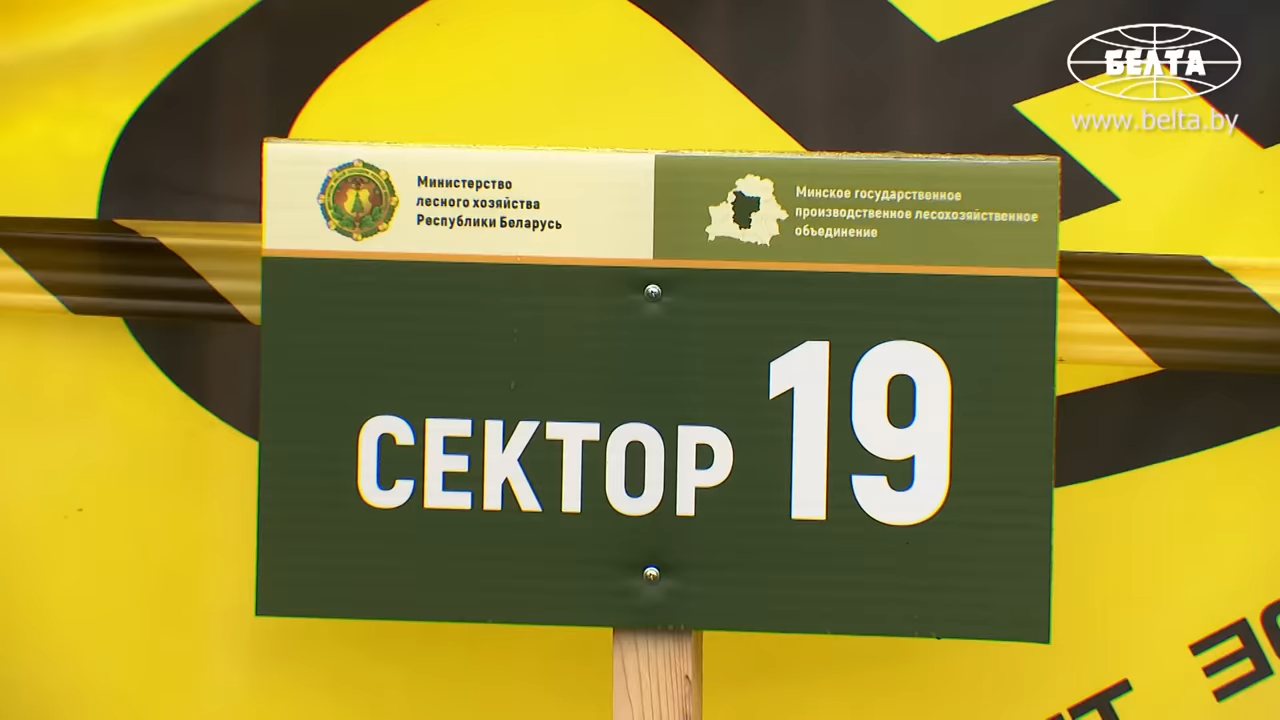 БЕЛТА
www.belta.by
Министерство
лесного хозяйства
Республики Беларусь
Минское государственное
производственное лесохозяйственное
объединение
СЕКТОР 19